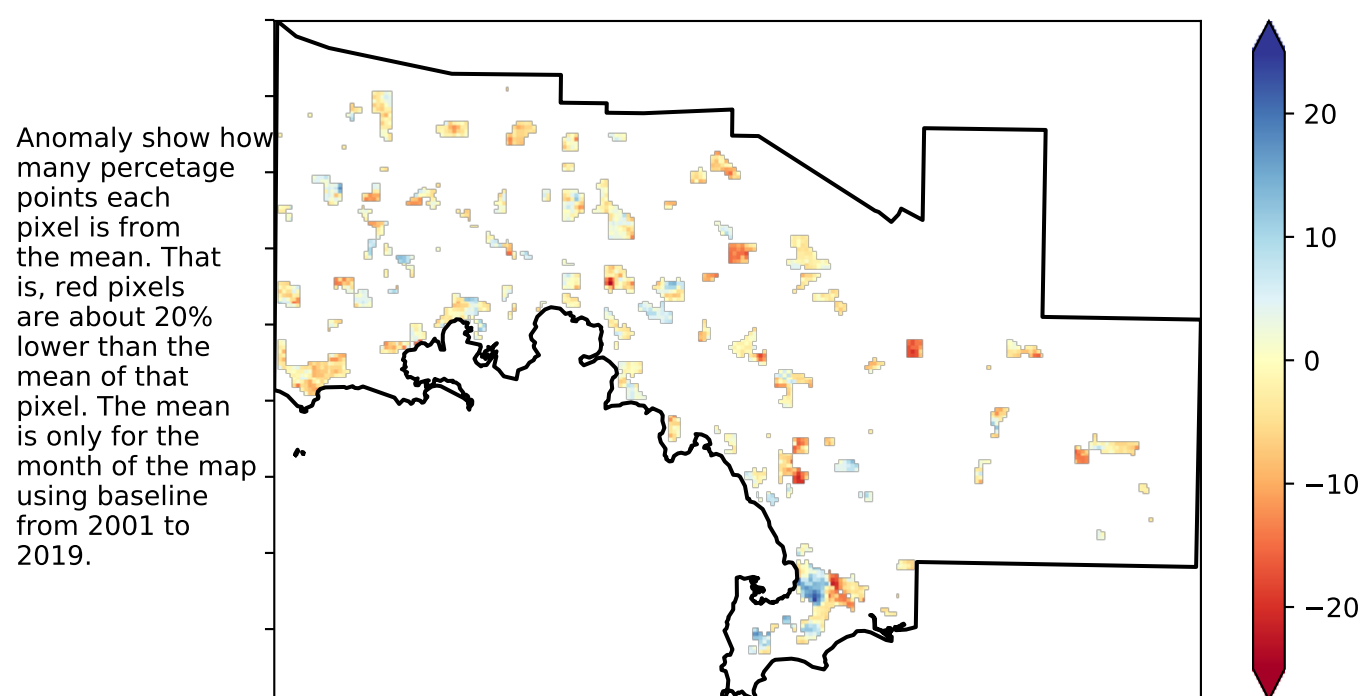 Anomaly show how
many percetage
points each
pixel is from
the mean. That
is, red pixels
are about 20%
lower than the
mean of that
pixel. The mean
is only for the
month of the map
using baseline
from 2001 to
2019.
20
10
0
−10
−20